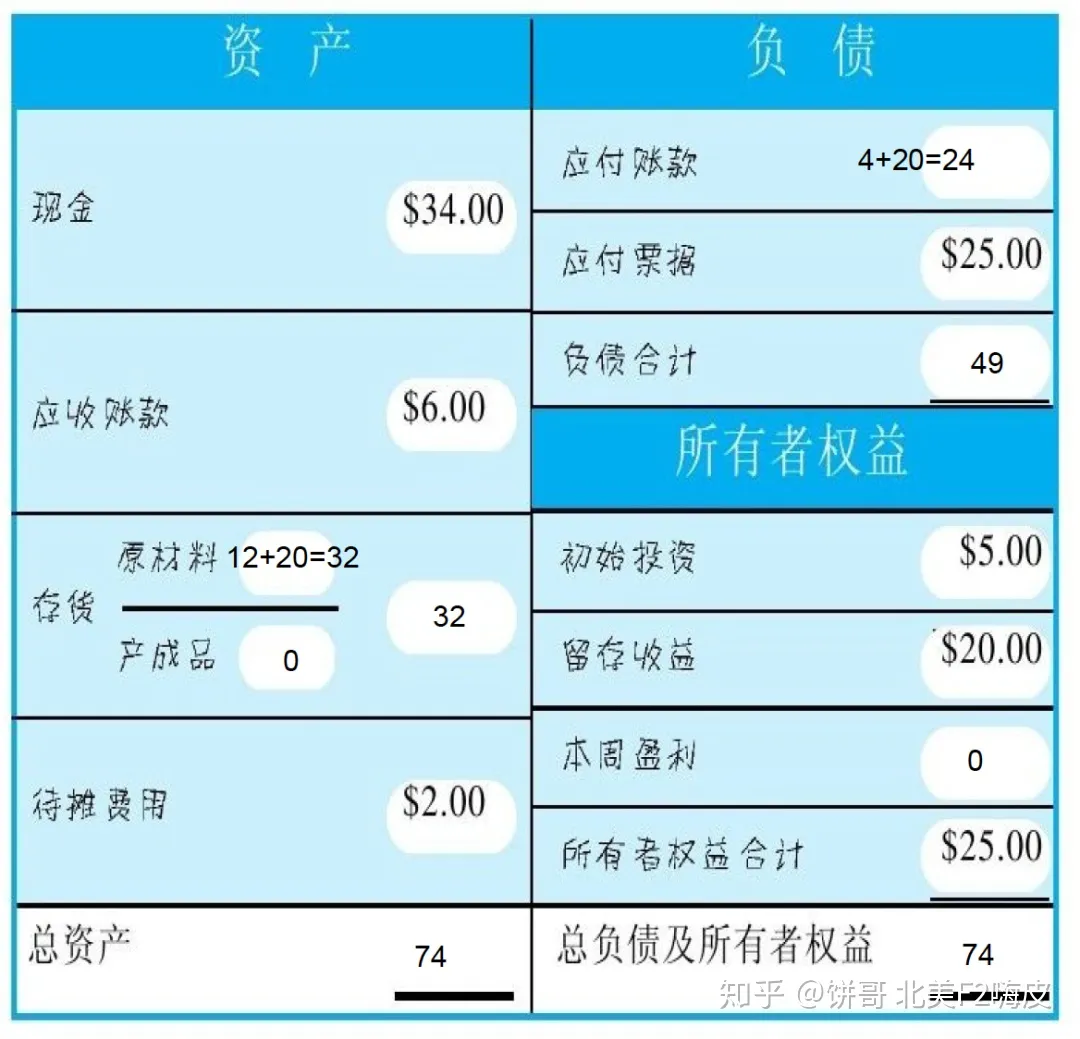 资 产
现金 $34.00
应收账款 $6.00
存货
原材料 12+20=32
32
产成品 0
待摊费用 $2.00
总资产 74
负 债
应付账款 4+20=24
应付票据 $25.00
负债合计 49
所有者权益
初始投资 $5.00
留存收益 $20.00
本周盈利 0
所有者权益合计 $25.00
总负债及所有者权益 74
知乎 @饼哥 北美F2嗨皮